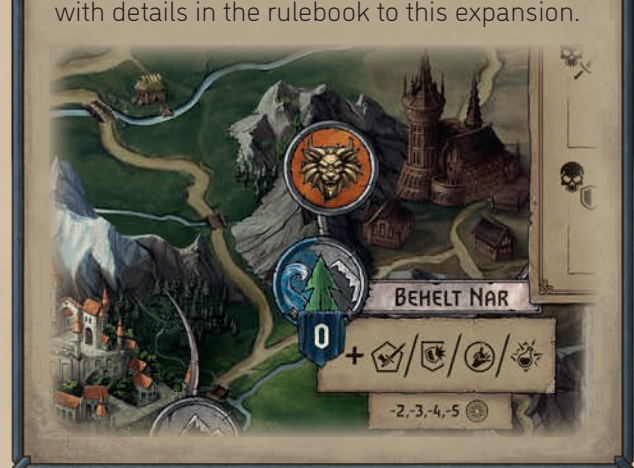 with details in the rulebook to this expansion.
BEHELT NAR
0
+ / / /
-2,-3,-4,-5